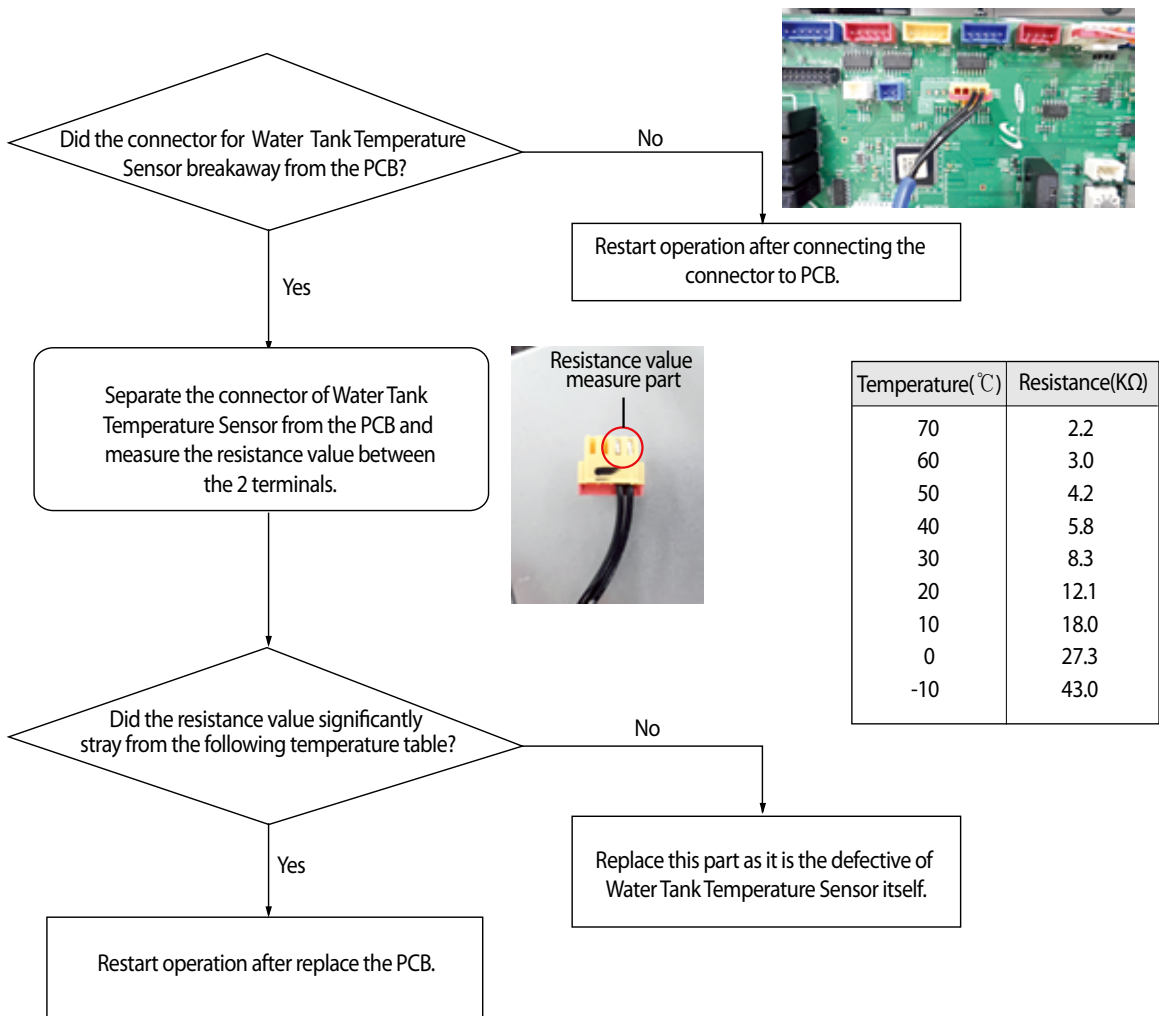 Did the connector for Water Tank Temperature
Sensor breakaway from the PCB?
No
Restart operation after connecting the
connector to PCB.
Yes
Separate the connector of Water Tank
Temperature Sensor from the PCB and
measure the resistance value between
the 2 terminals.
Resistance value
measure part
Temperature(℃) Resistance(KΩ)
70 2.2
60 3.0
50 4.2
40 5.8
30 8.3
20 12.1
10 18.0
0 27.3
-10 43.0
Did the resistance value significantly
stray from the following temperature table?
No
Replace this part as it is the defective of
Water Tank Temperature Sensor itself.
Yes
Restart operation after replace the PCB.